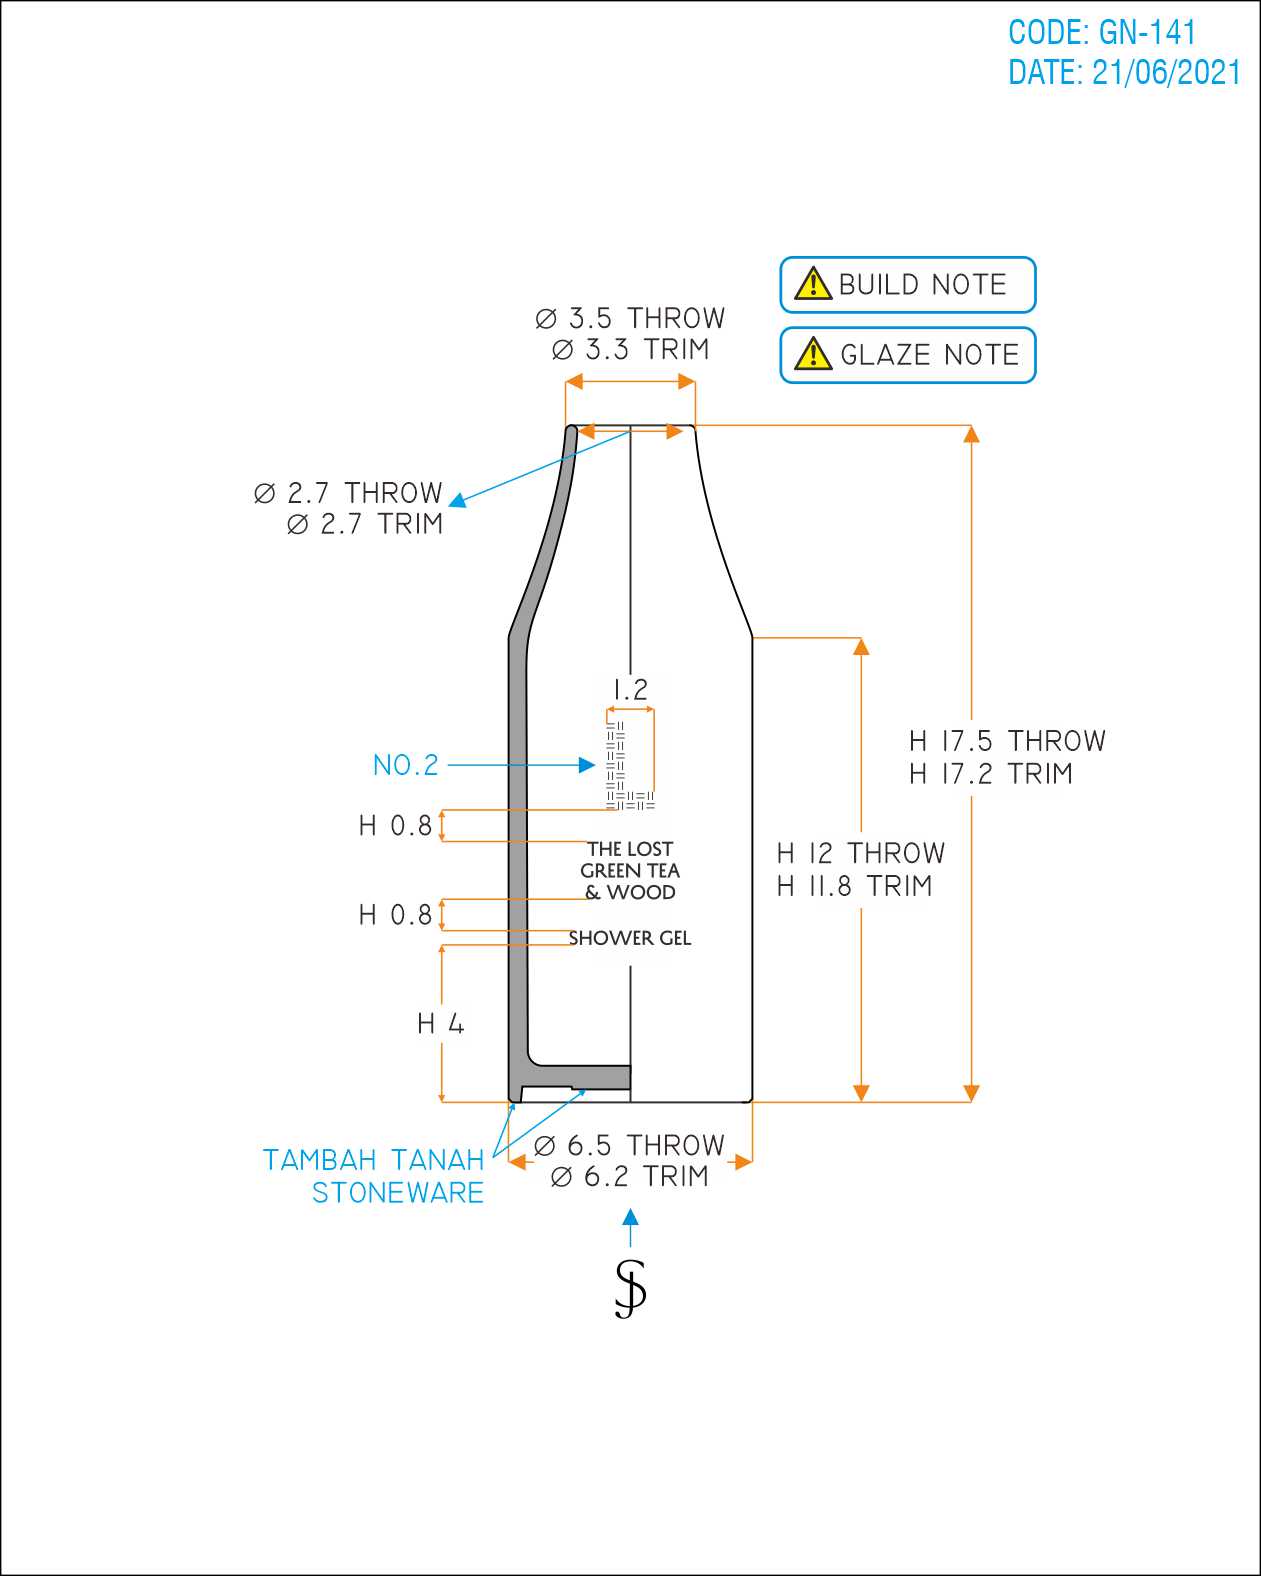 CODE: GN-141
DATE: 21/06/2021
BUILD NOTE
GLAZE NOTE
Ø 3.5 THROW
Ø 3.3 TRIM
Ø 2.7 THROW
Ø 2.7 TRIM
1.2
NO.2
H 17.5 THROW
H 17.2 TRIM
H 0.8
THE LOST
GREEN TEA
& WOOD
H 12 THROW
H 11.8 TRIM
H 0.8
SHOWER GEL
H 4
TAMBAH TANAH
STONEWARE
Ø 6.5 THROW
Ø 6.2 TRIM